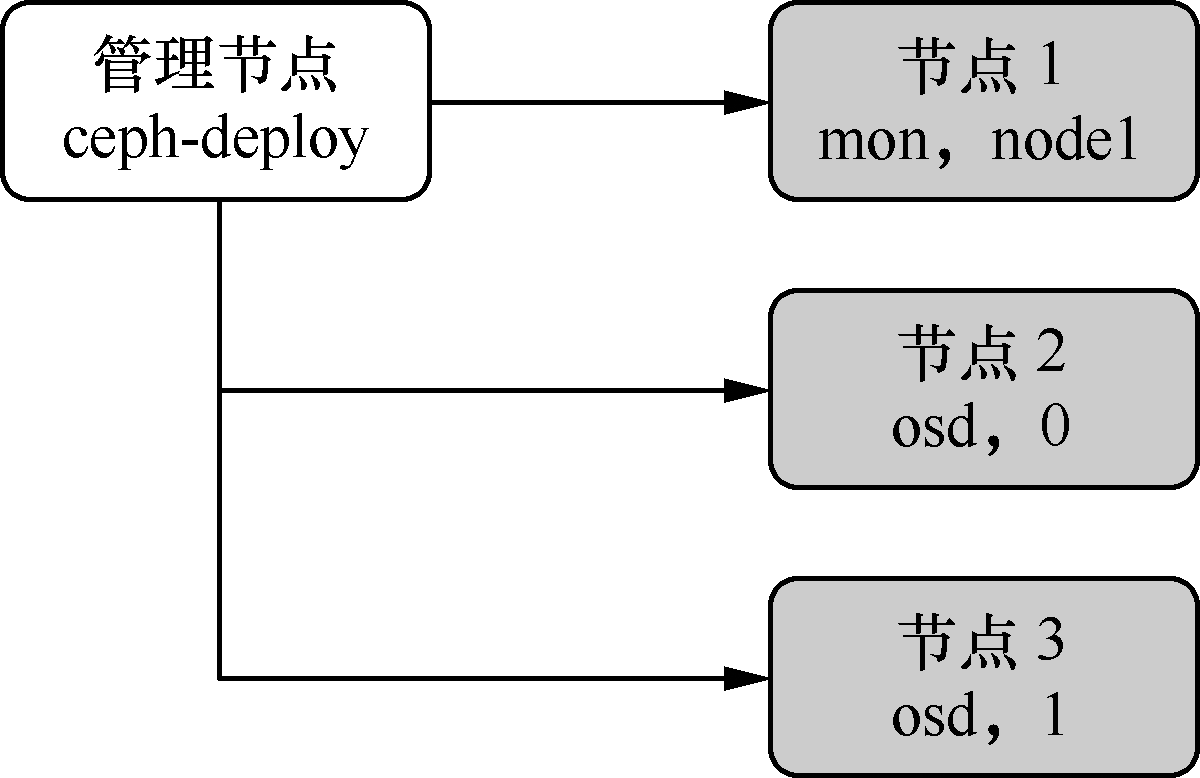 管理节点
ceph-deploy
节点 1
mon，node1
节点 2
osd，0
节点 3
osd，1